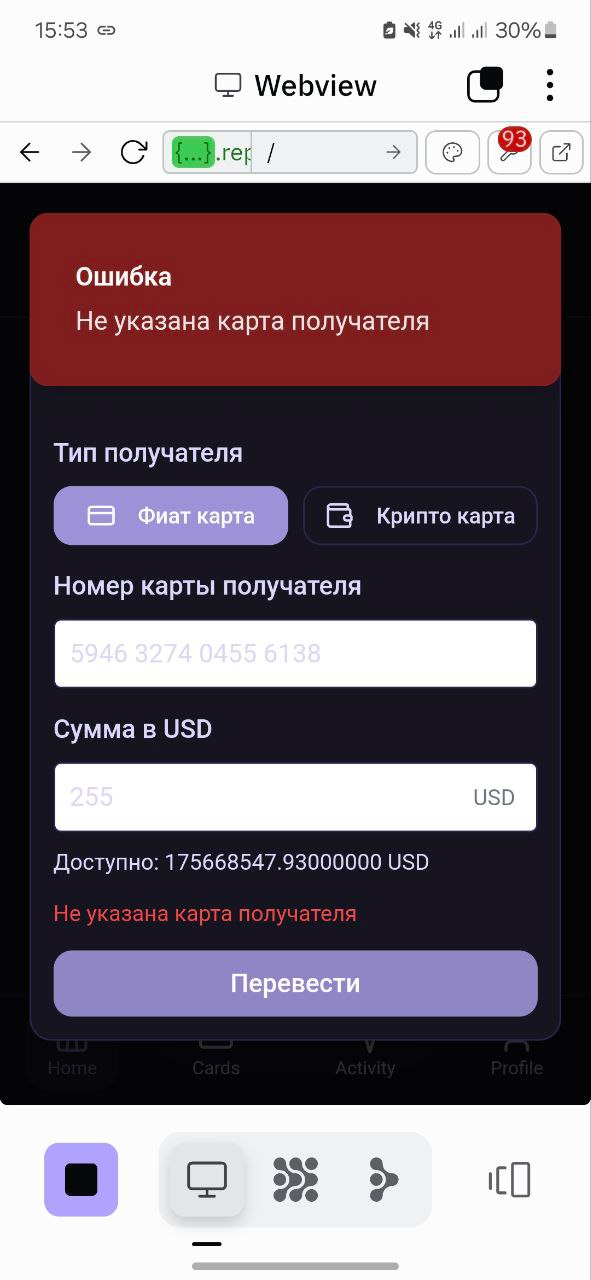 15:53
4G
30%
Webview
{...}.rep
/
93
Ошибка
Не указана карта получателя
Тип получателя
Фиат карта
Крипто карта
Номер карты получателя
5946 3274 0455 6138
Сумма в USD
255
USD
Доступно: 175668547.93000000 USD
Не указана карта получателя
Перевести
Home
Cards
Activity
Profile